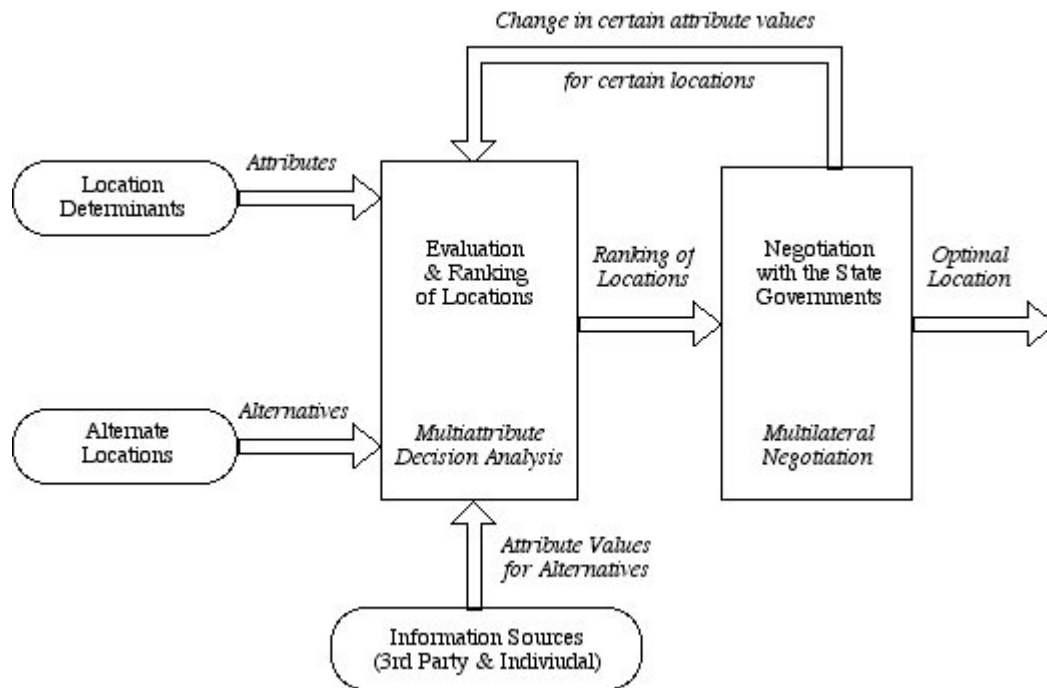 Change in certain attribute values
for certain locations
Attributes
Location
Determinants
Evaluation
& Ranking
of Locations
Ranking of
Locations
Negotiation
with the State
Governments
Optimal
Location
Alternatives
Alternate
Locations
Multiattribute
Decision Analysis
Multilateral
Negotiation
Attribute Values
for Alternatives
Information Sources
(3rd Party & Indiviudal)